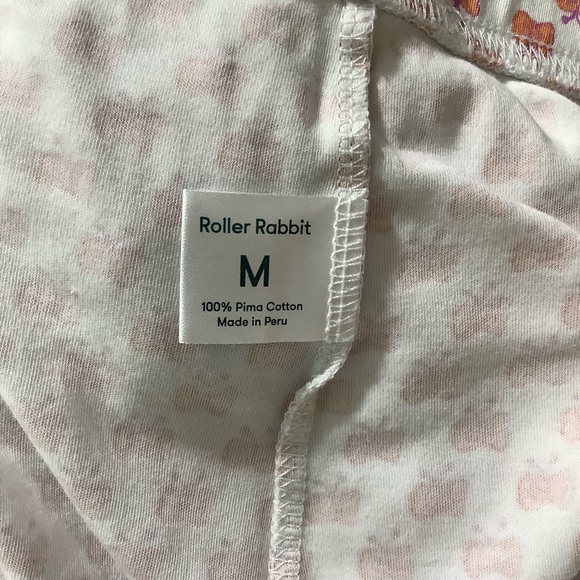 Roller Rabbit
M
100% Pima Cotton
Made in Peru